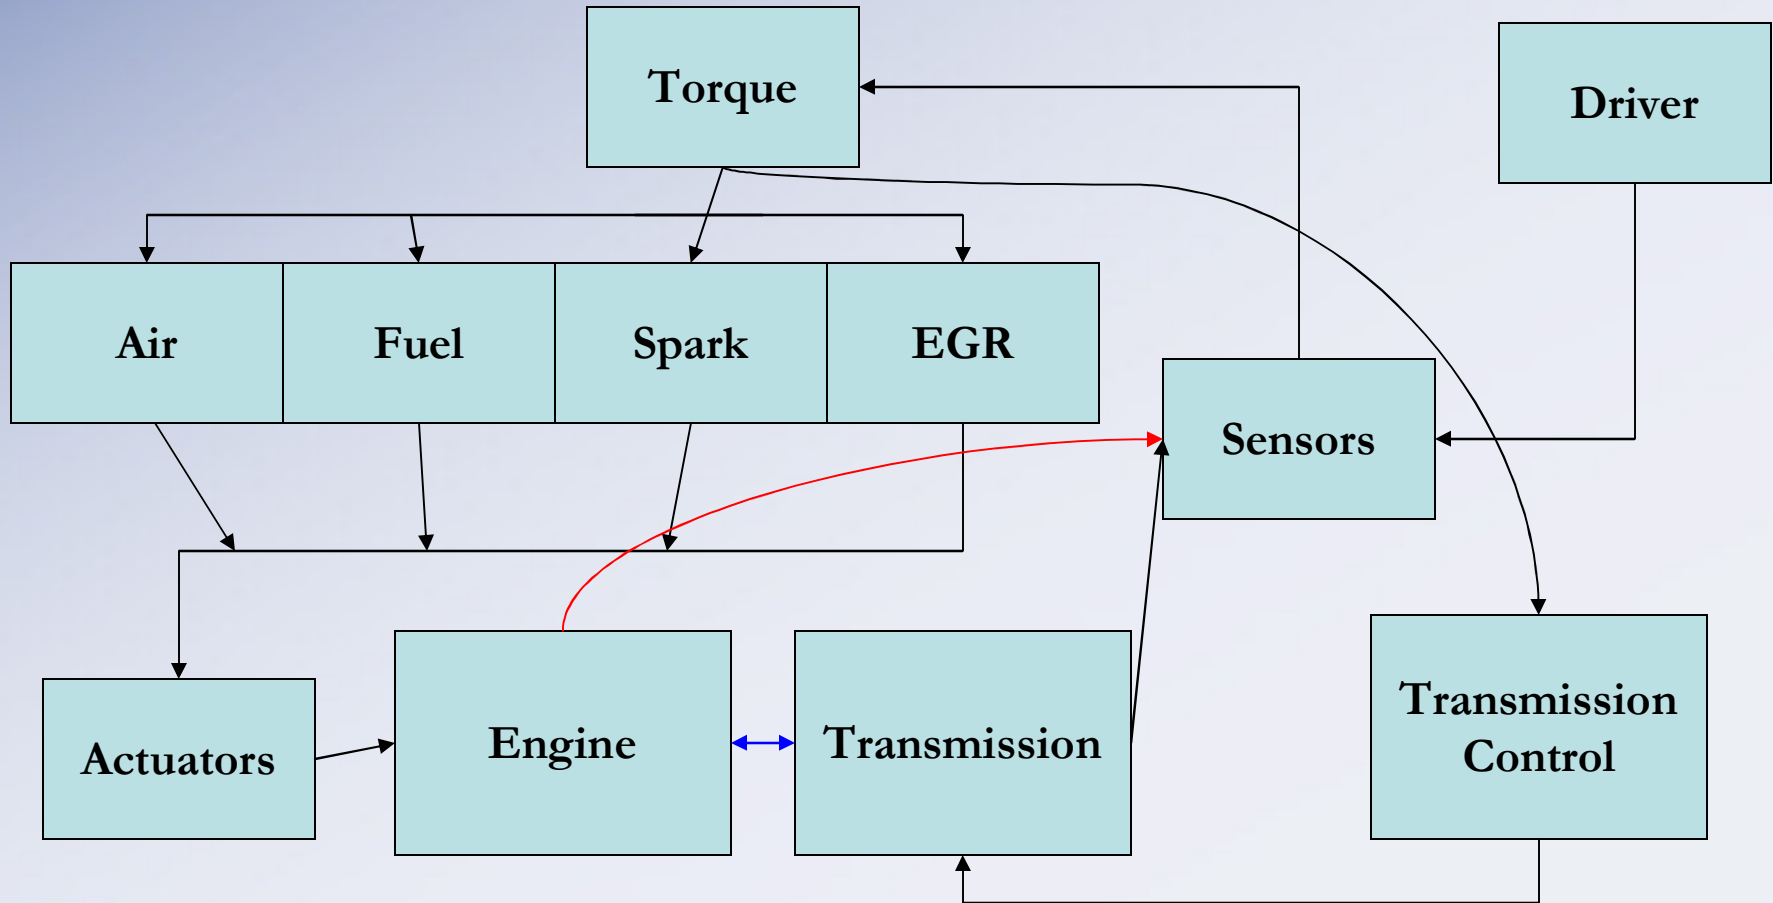 Torque
Driver
Air
Fuel
Spark
EGR
Sensors
Actuators
Engine
Transmission
Transmission
Control